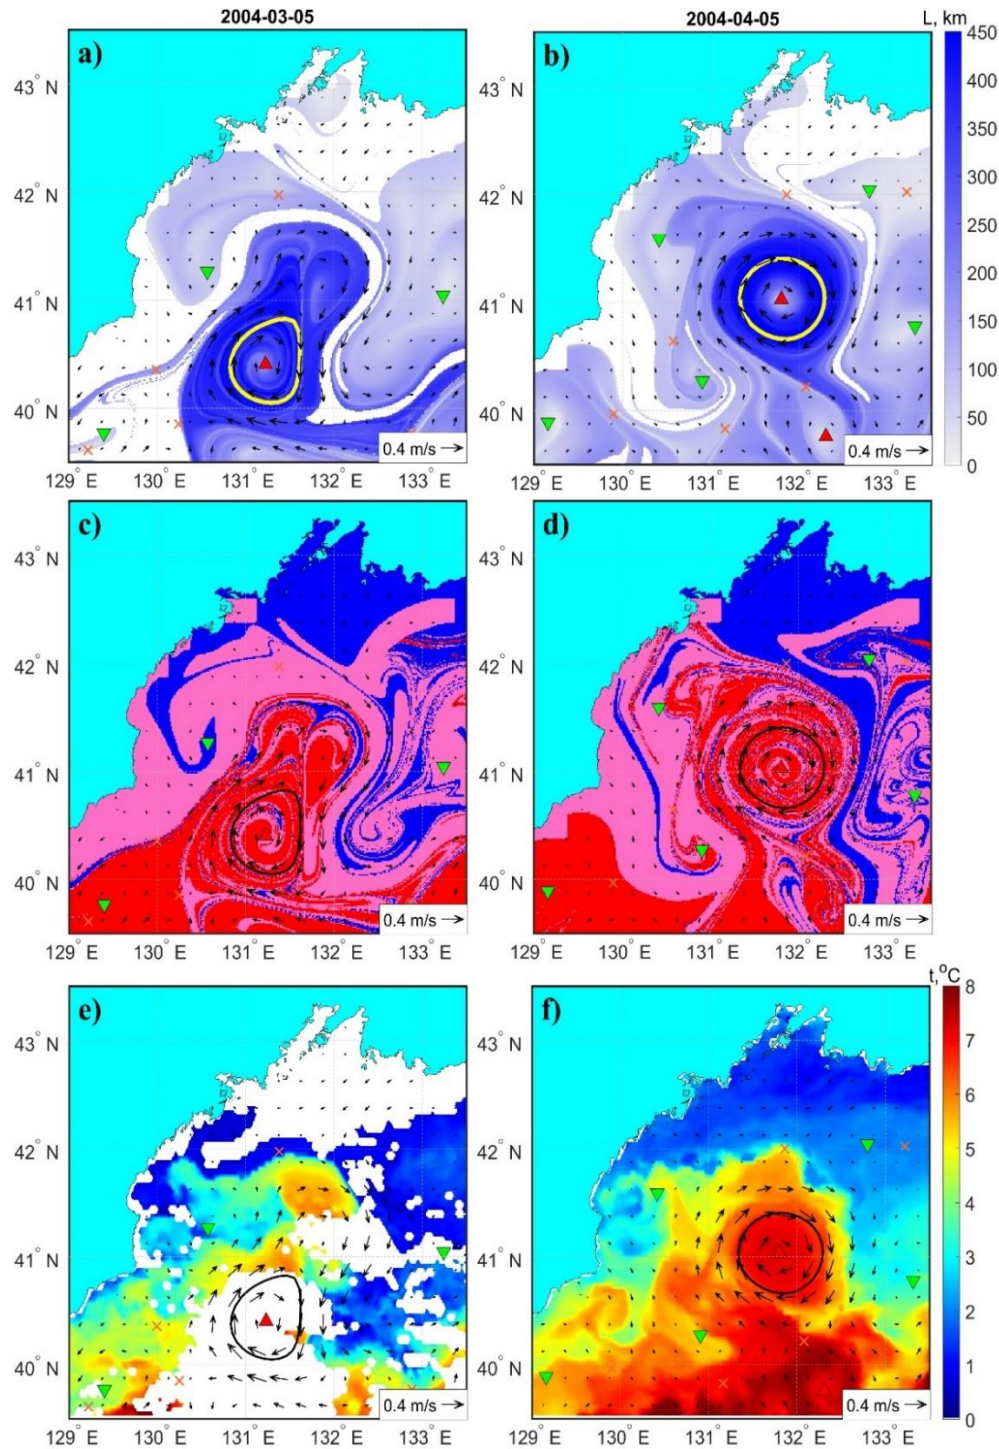 2004-03-05
2004-04-05
L, km
a)
43° N
42° N
41° N
40° N
0.4 m/s
129° E 130° E 131° E 132° E 133° E
b)
43° N
42° N
41° N
40° N
0.4 m/s
129° E 130° E 131° E 132° E 133° E
450
400
350
300
250
200
150
100
50
0
c)
43° N
42° N
41° N
40° N
0.4 m/s
129° E 130° E 131° E 132° E 133° E
d)
43° N
42° N
41° N
40° N
0.4 m/s
129° E 130° E 131° E 132° E 133° E
e)
43° N
42° N
41° N
40° N
0.4 m/s
129° E 130° E 131° E 132° E 133° E
f)
43° N
42° N
41° N
40° N
0.4 m/s
129° E 130° E 131° E 132° E 133° E
t,°C
8
7
6
5
4
3
2
1
0